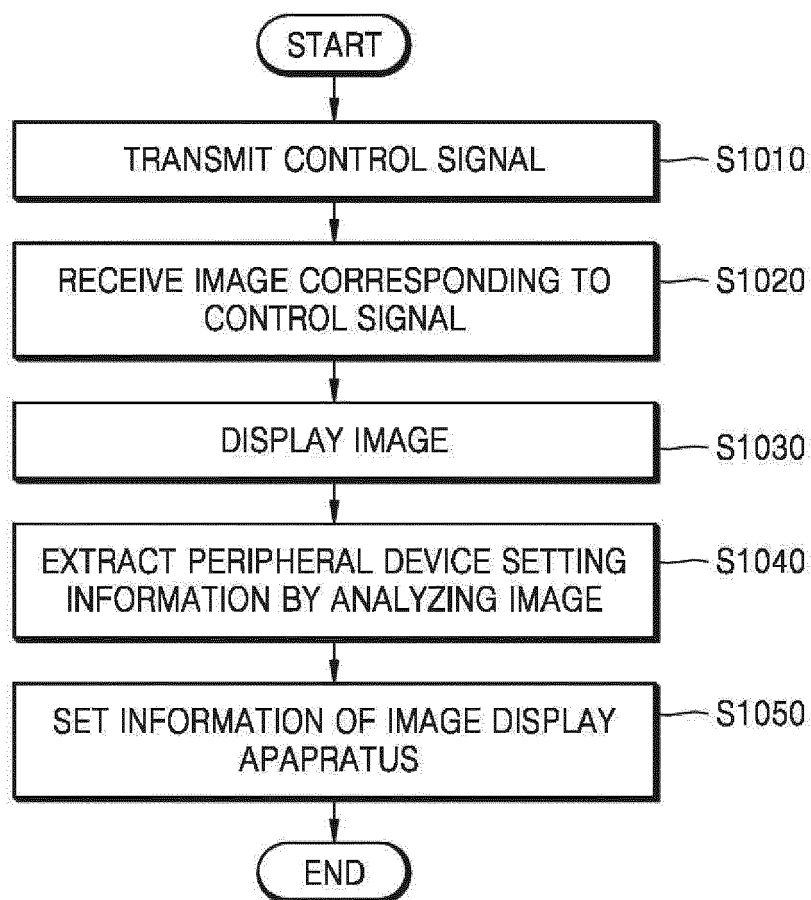 START
TRANSMIT CONTROL SIGNAL
S1010
RECEIVE IMAGE CORRESPONDING TO
CONTROL SIGNAL
S1020
DISPLAY IMAGE
S1030
EXTRACT PERIPHERAL DEVICE SETTING
INFORMATION BY ANALYZING IMAGE
S1040
SET INFORMATION OF IMAGE DISPLAY
APAPRATUS
S1050
END